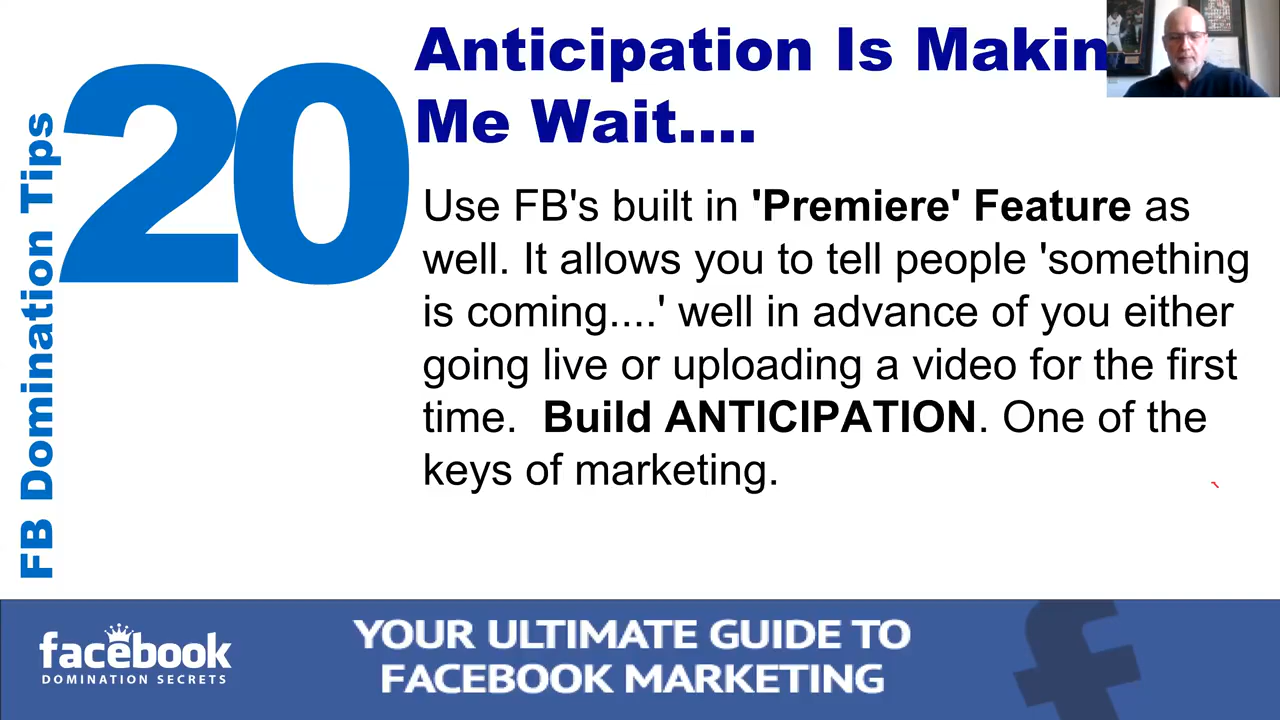 FB Domination Tips
20
Anticipation Is Makin
Me Wait....
Use FB's built in 'Premiere' Feature as
well. It allows you to tell people 'something
is coming....' well in advance of you either
going live or uploading a video for the first
time.  Build ANTICIPATION. One of the
keys of marketing.
facebook
DOMINATION SECRETS
YOUR ULTIMATE GUIDE TO
FACEBOOK MARKETING